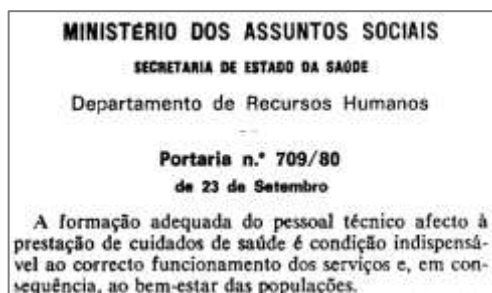 MINISTÉRIO DOS ASSUNTOS SOCIAIS
SECRETARIA DE ESTADO DA SAÚDE
Departamento de Recursos Humanos
Portaria n.º 709/80
de 23 de Setembro
A formação adequada do pessoal técnico afecto à
prestação de cuidados de saúde é condição indispensá-
vel ao correcto funcionamento dos serviços e, em con-
sequência, ao bem-estar das populações.